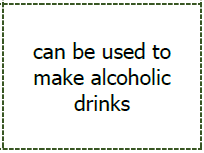 can be used to
make alcoholic
drinks